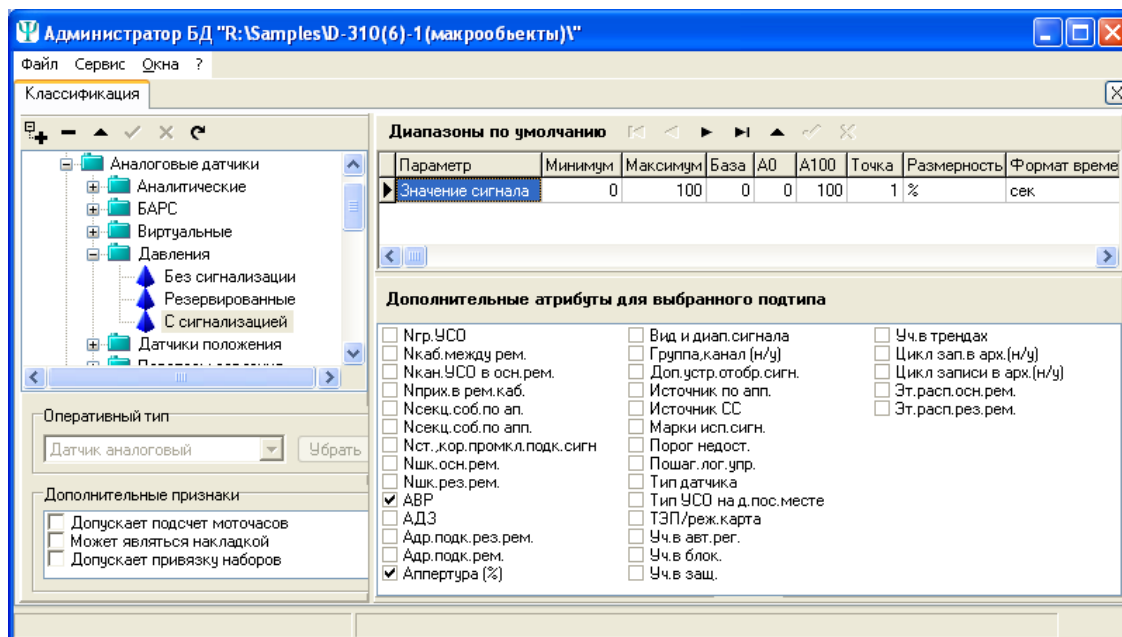 Администратор БД "R:\Samples\D-310(6)-1(макрообьекты)\"
Файл Сервис Окна ?
Классификация
Аналоговые датчики
Аналитические
БАРС
Виртуальные
Давления
Без сигнализации
Резервированные
С сигнализацией
Датчики положения
Оперативный тип
Датчик аналоговый
Убрать
Дополнительные признаки
Допускает подсчет моточасов
Может являться накладкой
Допускает привязку наборов
Диапазоны по умолчанию
Параметр Минимум Максимум База A0 A100 Точка Размерность Формат време
Значение сигнала 0 100 0 0 100 1 % сек
Дополнительные атрибуты для выбранного подтипа
Nгр.УСО
Nкаб.между рем.
Nкан.УСО в осн.рем.
Nприх.в рем.каб.
Nсекц.соб.по ап.
Nсекц.соб.по апп.
Nст.,кор.промкл.подк.сигн
Nшк.осн.рем.
Nшк.рез.рем.
АВР
АДЗ
Адр.подк.рез.рем.
Адр.подк.рем.
Аппертура (%)
Вид и диап.сигнала
Группа,канал (н/у)
Доп.устр.отобр.сигн.
Источник по апп.
Источник СС
Марки исп.сигн.
Порог недост.
Пошаг.лог.упр.
Тип датчика
Тип УСО на д.пос.месте
ТЭП/реж.карта
Уч.в авт.рег.
Уч.в блок.
Уч.в защ.
Уч.в трендах
Цикл зап.в арх.(н/у)
Цикл записи в арх.(н/у)
Эт.расп.осн.рем.
Эт.расп.рез.рем.